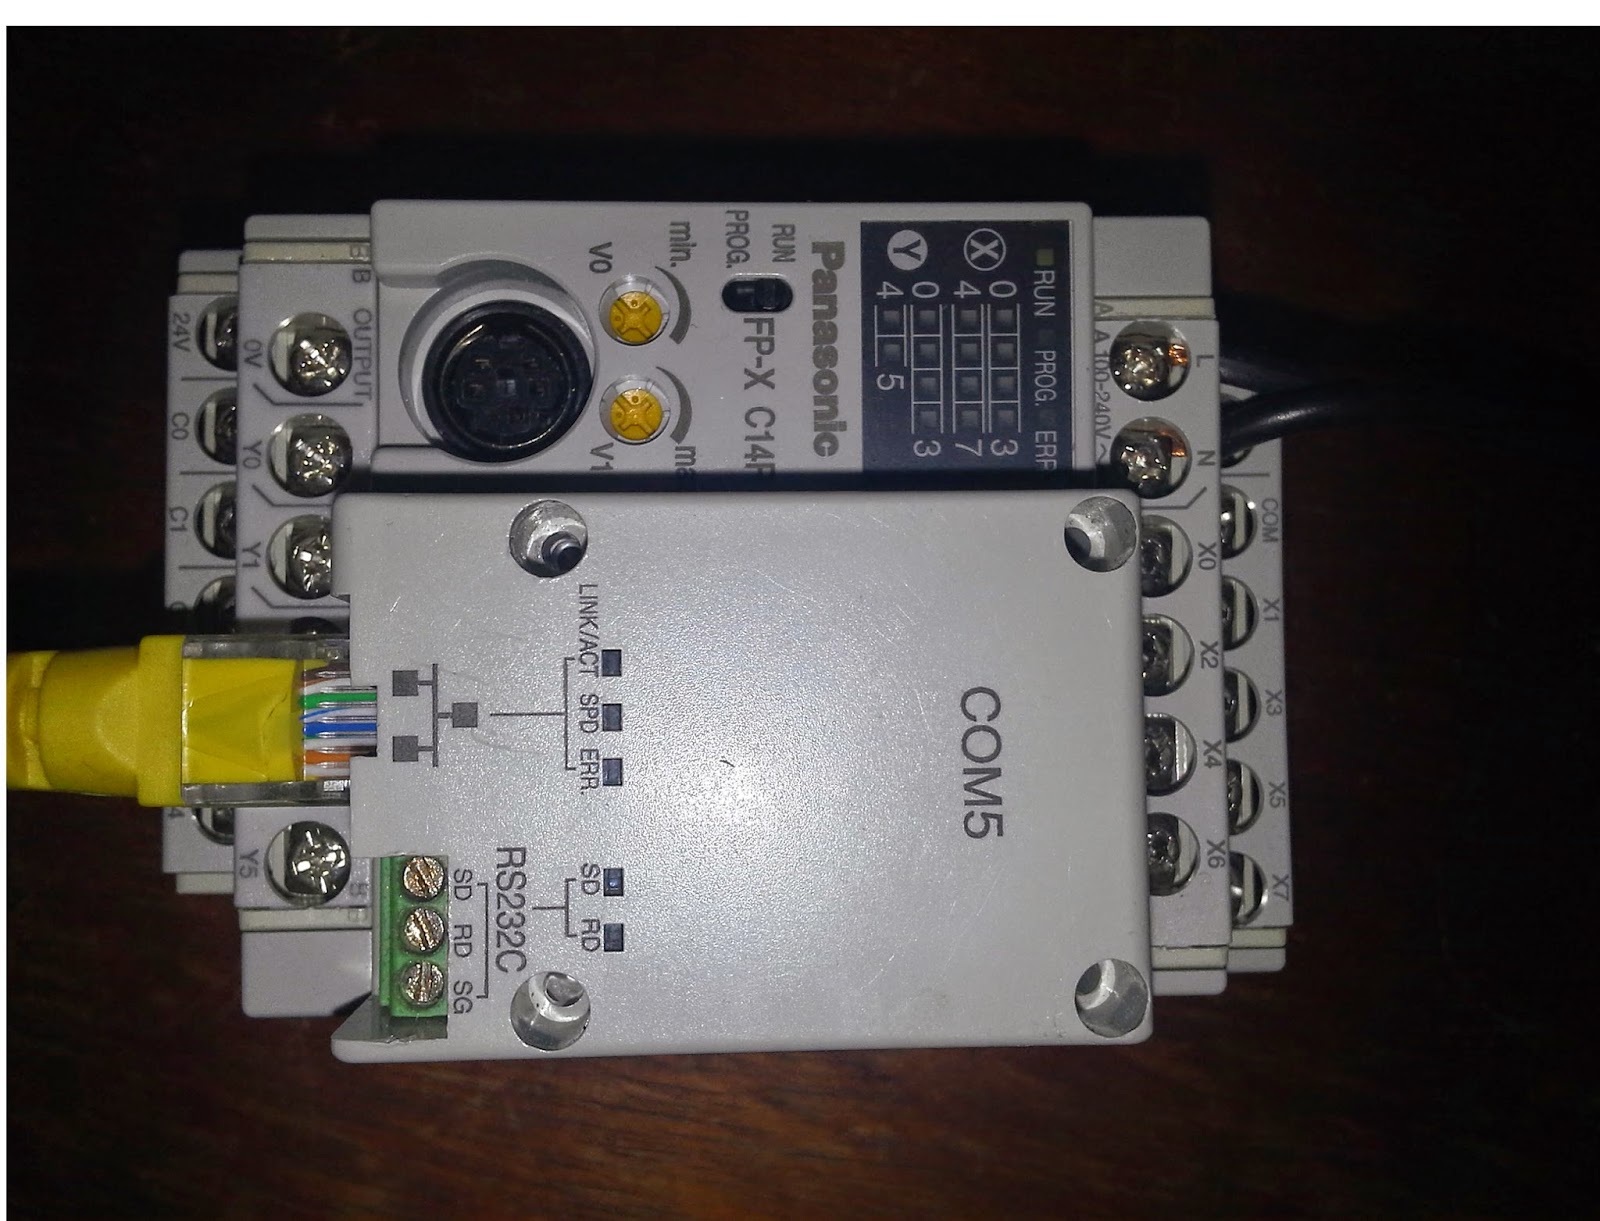 RUN PROG. ERR
X 0 3
4 7
Y 0 3
4 5
Panasonic
FP-X C14R
RUN
PROG.
min.
V0
V1
OUTPUT
100-240V~
L
N
X0
X2
X4
X6
COM
X1
X3
X5
X7
0V
Y0
Y1
Y5
24V
C0
C1
COM5
LINK/ACT SPD ERR.
SD RD
RS232C
SD RD SG